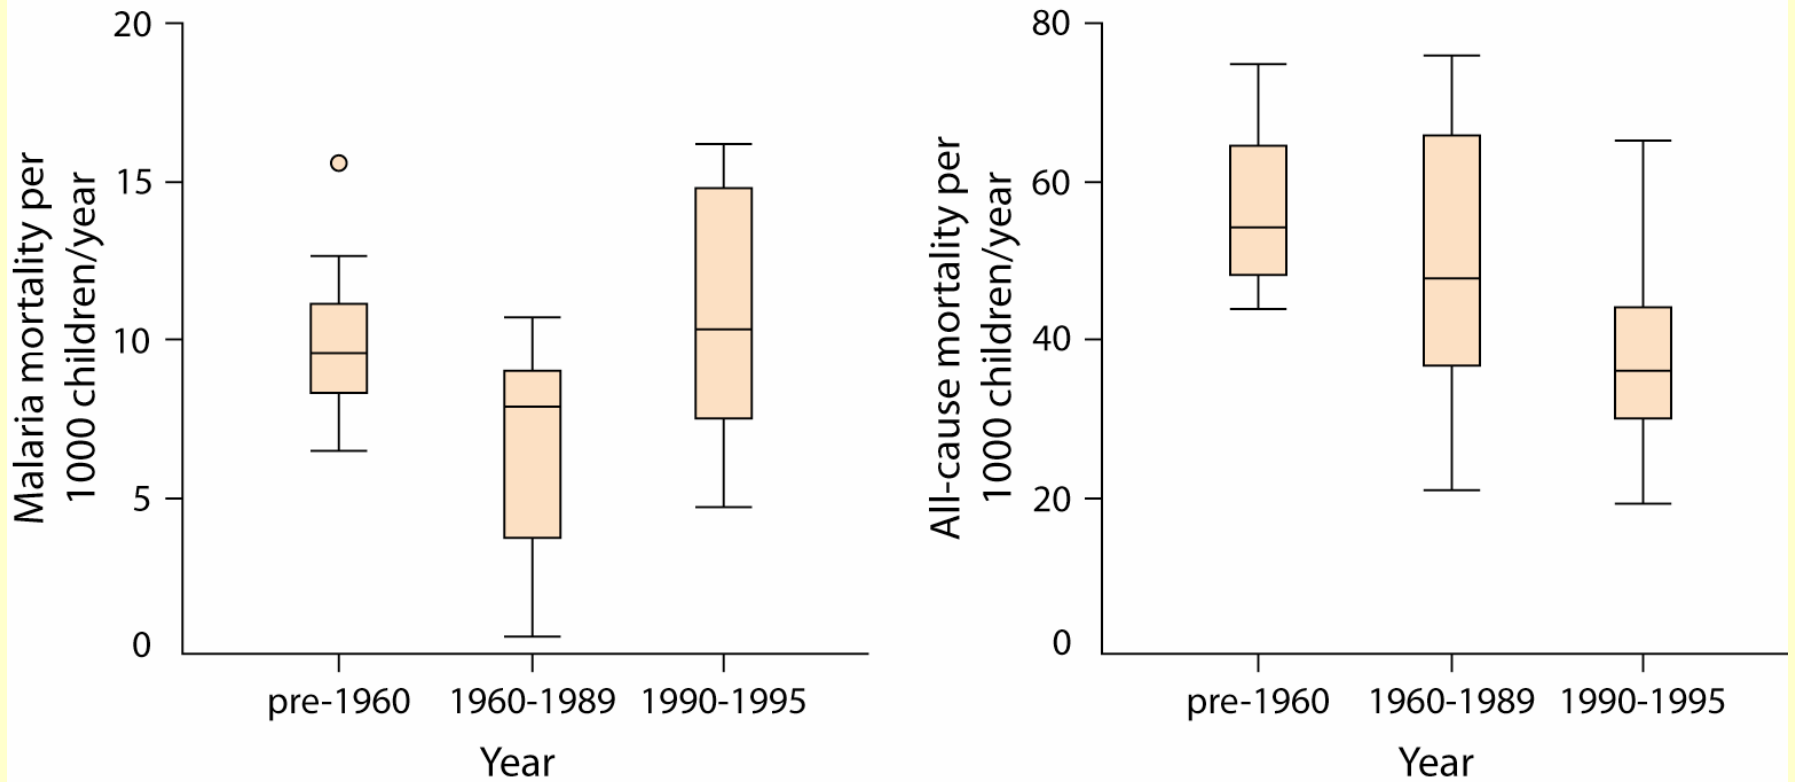 Malaria mortality per
1000 children/year
20
15
10
5
0
pre-1960 1960-1989 1990-1995
Year
All-cause mortality per
1000 children/year
80
60
40
20
0
pre-1960 1960-1989 1990-1995
Year